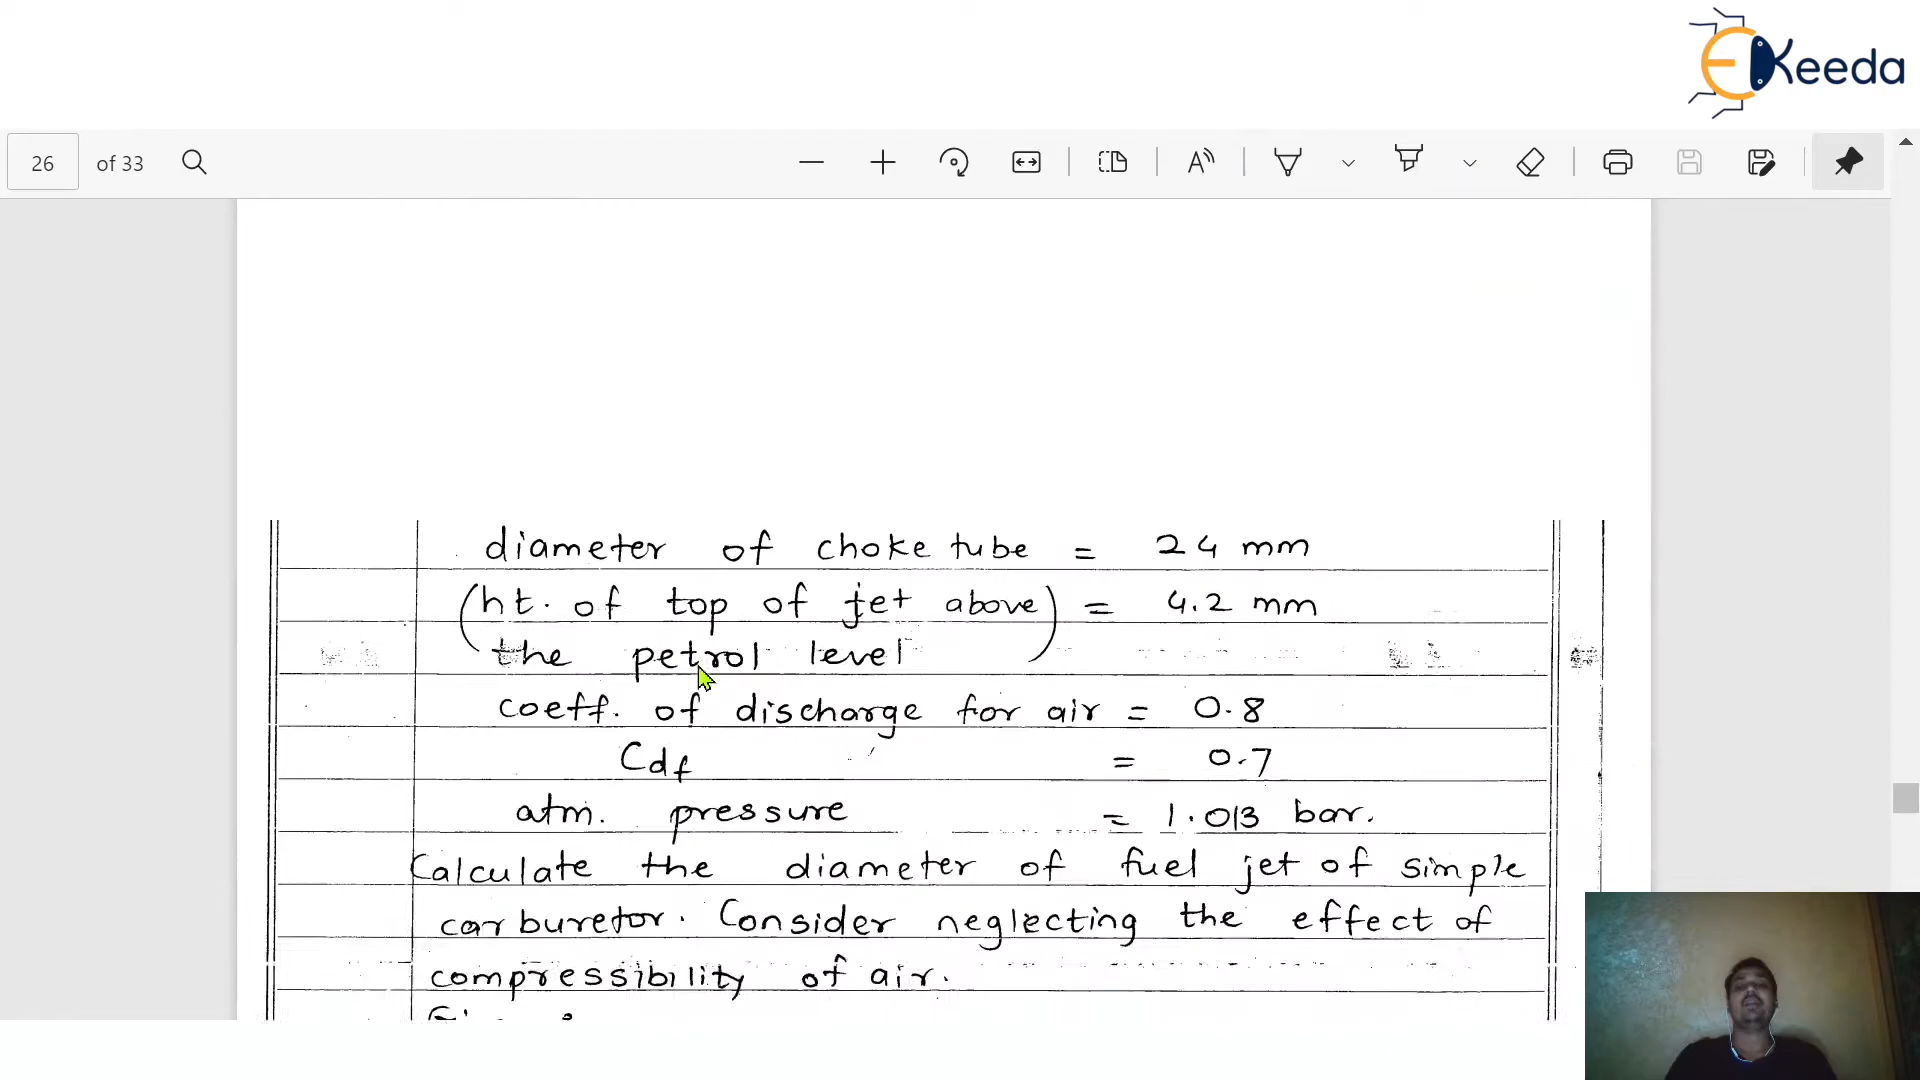 EKeeda
26 of 33
diameter of choke tube = 24 mm
(ht. of top of jet above) = 4.2 mm
the petrol level
coeff. of discharge for air = 0.8
Cdf = 0.7
atm. pressure = 1.013 bar.
Calculate the diameter of fuel jet of simple
carburetor. Consider neglecting the effect of
compressibility of air.